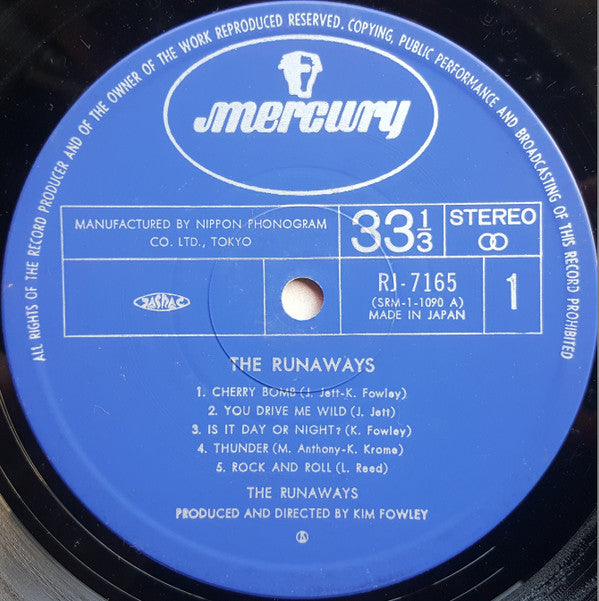 ALL RIGHTS OF THE RECORD PRODUCER AND OF THE OWNER OF THE WORK REPRODUCED RESERVED. COPYING, PUBLIC PERFORMANCE AND BROADCASTING OF THIS RECORD PROHIBITED
mercury
MANUFACTURED BY NIPPON PHONOGRAM
CO. LTD., TOKYO
33 1/3
STEREO
JASRAC
RJ-7165
(SRM-1-1090 A)
MADE IN JAPAN
1
THE RUNAWAYS
1. CHERRY BOMB (J. Jett-K. Fowley)
2. YOU DRIVE ME WILD (J. Jett)
3. IS IT DAY OR NIGHT? (K. Fowley)
4. THUNDER (M. Anthony-K. Krome)
5. ROCK AND ROLL (L. Reed)
THE RUNAWAYS
PRODUCED AND DIRECTED BY KIM FOWLEY